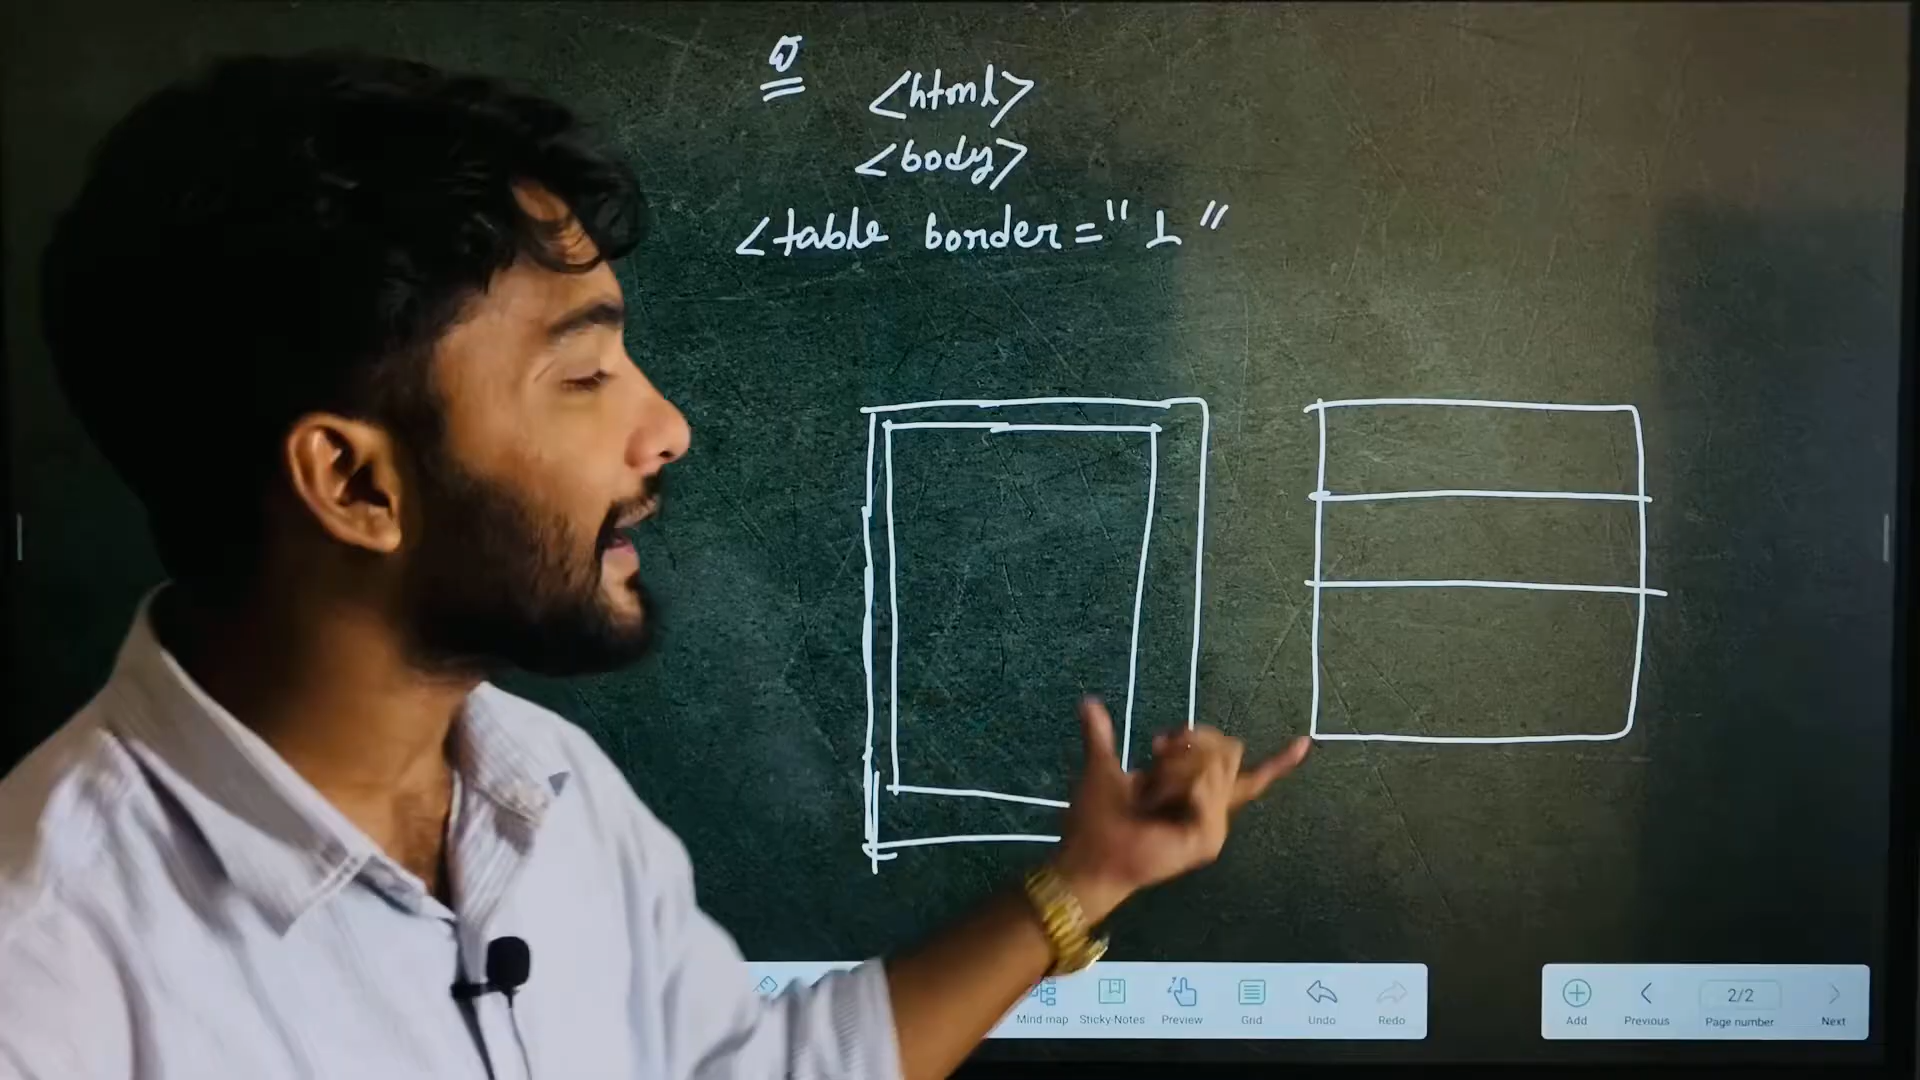 <html>
<body>
<table border="1"
Mind map Sticky-Notes Preview Grid Undo Redo
Add Previous 2/2 Page number Next